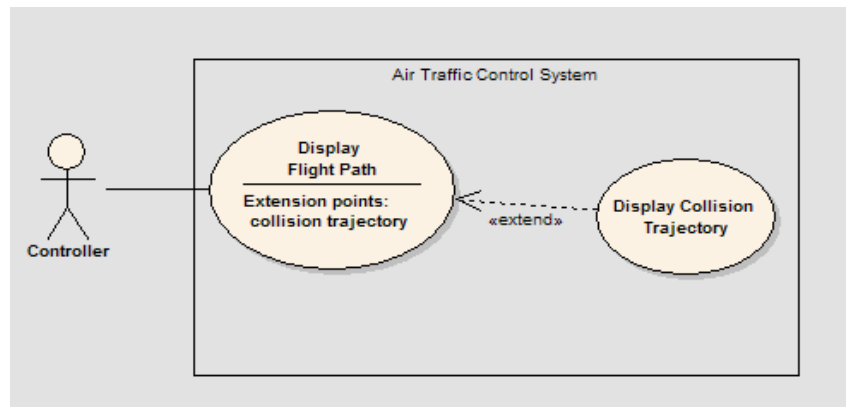 Air Traffic Control System
Display
Flight Path
Extension points:
collision trajectory
Controller
«extend»
Display Collision
Trajectory